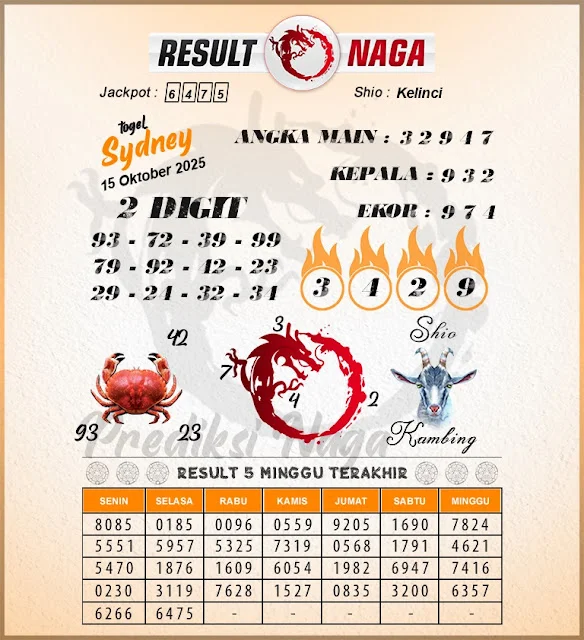 RESULT NAGA
Jackpot : 6475 Shio : Kelinci
togel
Sydney
15 Oktober 2025
ANGKA MAIN : 3 2 9 4 7
KEPALA : 9 3 2
EKOR : 9 7 4
2 DIGIT
93 - 72 - 39 - 99
79 - 92 - 42 - 23
29 - 24 - 32 - 34
3 4 2 9
42
93 23
3
7
4
2
Shio
Kambing
Prediksi Naga
RESULT 5 MINGGU TERAKHIR
SENIN SELASA RABU KAMIS JUMAT SABTU MINGGU
8085 0185 0096 0559 9205 1690 7824
5551 5957 5325 7319 0568 1791 4621
5470 1876 1609 6054 1982 6947 7416
0230 3119 7628 1527 0835 3200 6357
6266 6475 - - - - -